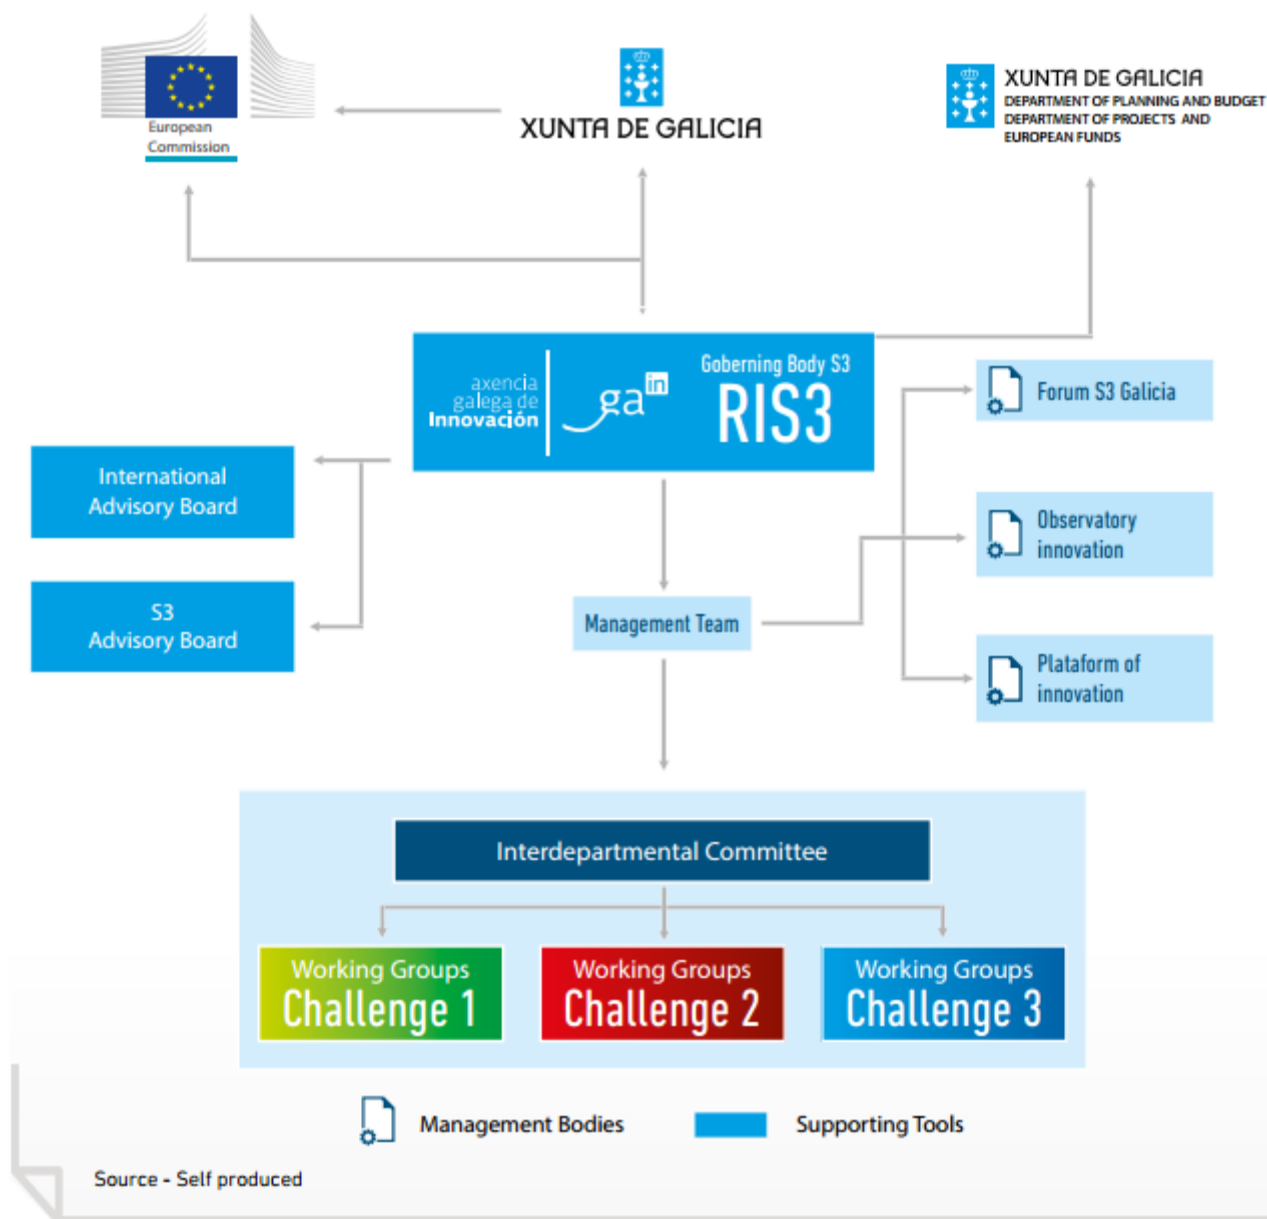 European
Commission
XUNTA DE GALICIA
XUNTA DE GALICIA
DEPARTMENT OF PLANNING AND BUDGET
DEPARTMENT OF PROJECTS AND
EUROPEAN FUNDS
axencia
galega de
Innovación
gain
Goberning Body S3
RIS3
Forum S3 Galicia
International
Advisory Board
Observatory
innovation
S3
Advisory Board
Management Team
Plataform of
innovation
Interdepartmental Committee
Working Groups
Challenge 1
Working Groups
Challenge 2
Working Groups
Challenge 3
Management Bodies
Supporting Tools
Source - Self produced